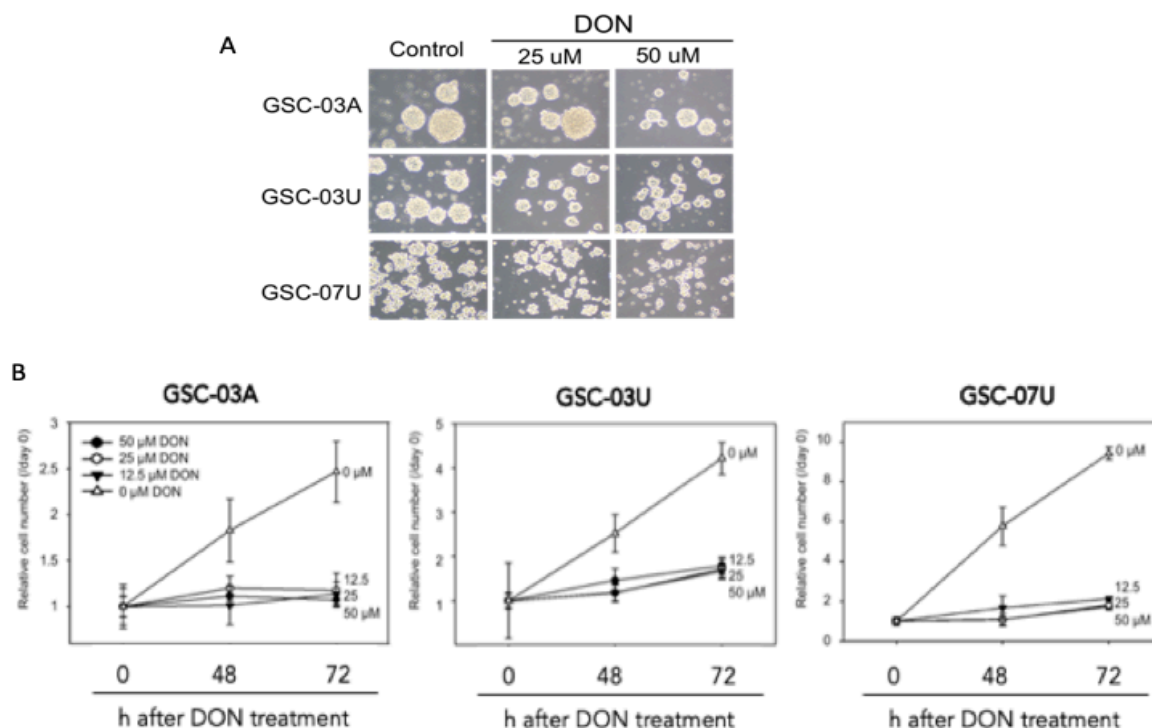 A
DON
Control 25 uM 50 uM
GSC-03A
GSC-03U
GSC-07U
B
GSC-03A GSC-03U GSC-07U
Relative cell number (/day 0)
3
2.5
2
1.5
1
50 µM DON
25 µM DON
12.5 µM DON
0 µM DON
0 µM
12.5
25
50 µM
0 48 72
h after DON treatment
Relative cell number (/day 0)
5
4
3
2
1
0 µM
12.5
25
50 µM
0 48 72
h after DON treatment
Relative cell number (/day 0)
10
8
6
4
2
0
0 µM
12.5
25
50 µM
0 48 72
h after DON treatment